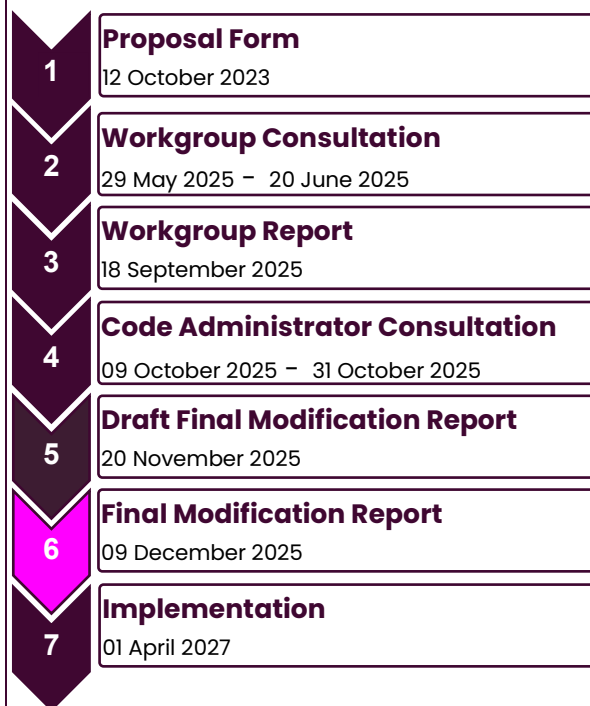 1
Proposal Form
12 October 2023
2
Workgroup Consultation
29 May 2025 – 20 June 2025
3
Workgroup Report
18 September 2025
4
Code Administrator Consultation
09 October 2025 – 31 October 2025
5
Draft Final Modification Report
20 November 2025
6
Final Modification Report
09 December 2025
7
Implementation
01 April 2027